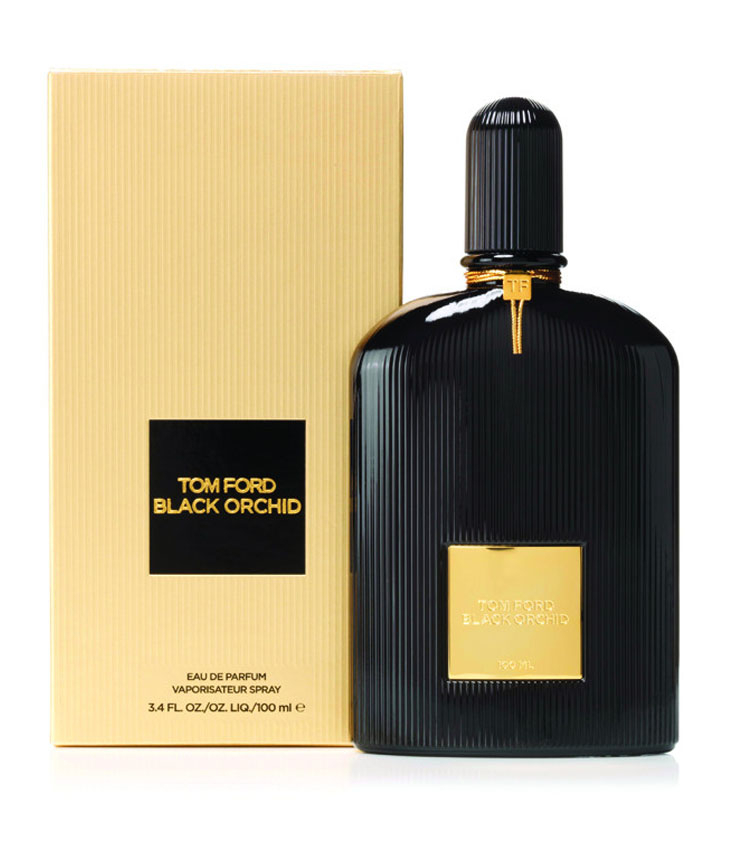 TOM FORD
BLACK ORCHID
EAU DE PARFUM
VAPORISATEUR SPRAY
3.4 FL. OZ./OZ. LIQ./100 ml ℮
TF
TOM FORD
BLACK ORCHID
100 ML